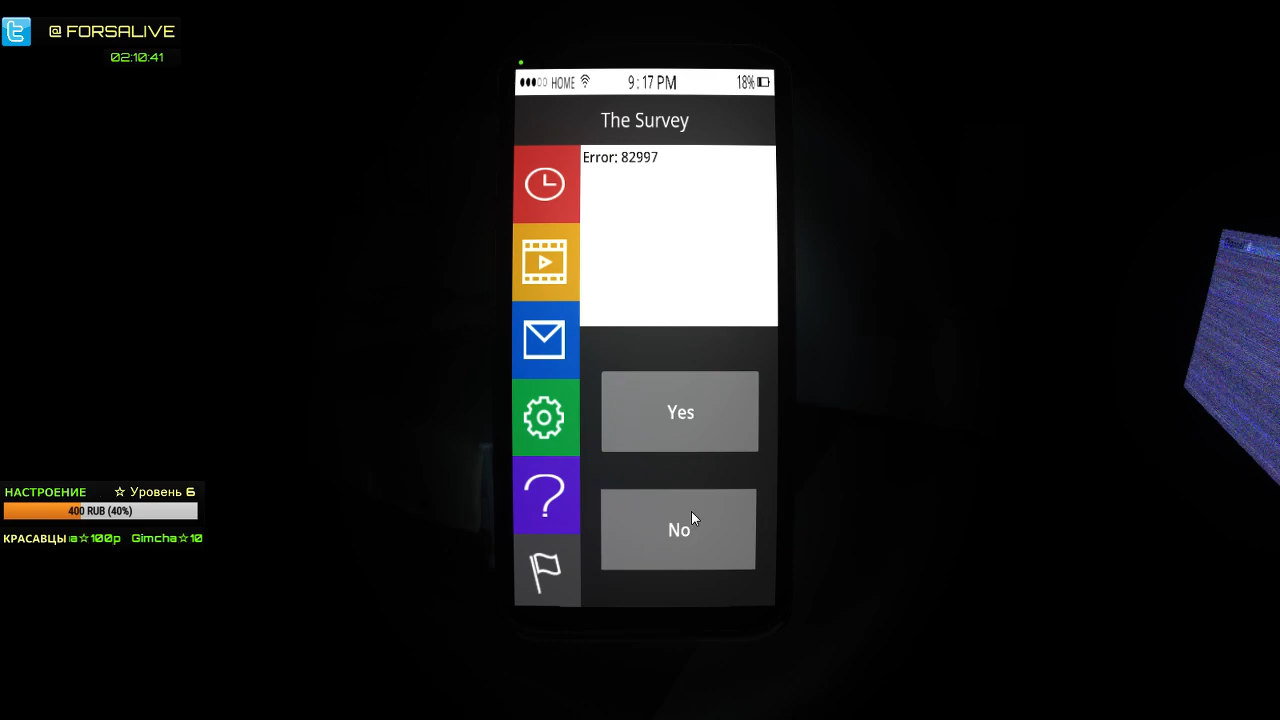 @ FORSALIVE
02:10:41
HOME 9:17 PM 18%
The Survey
Error: 82997
Yes
No
НАСТРОЕНИЕ ☆ Уровень 6
400 RUB (40%)
КРАСАВЦЫ a☆100р Gimcha☆10